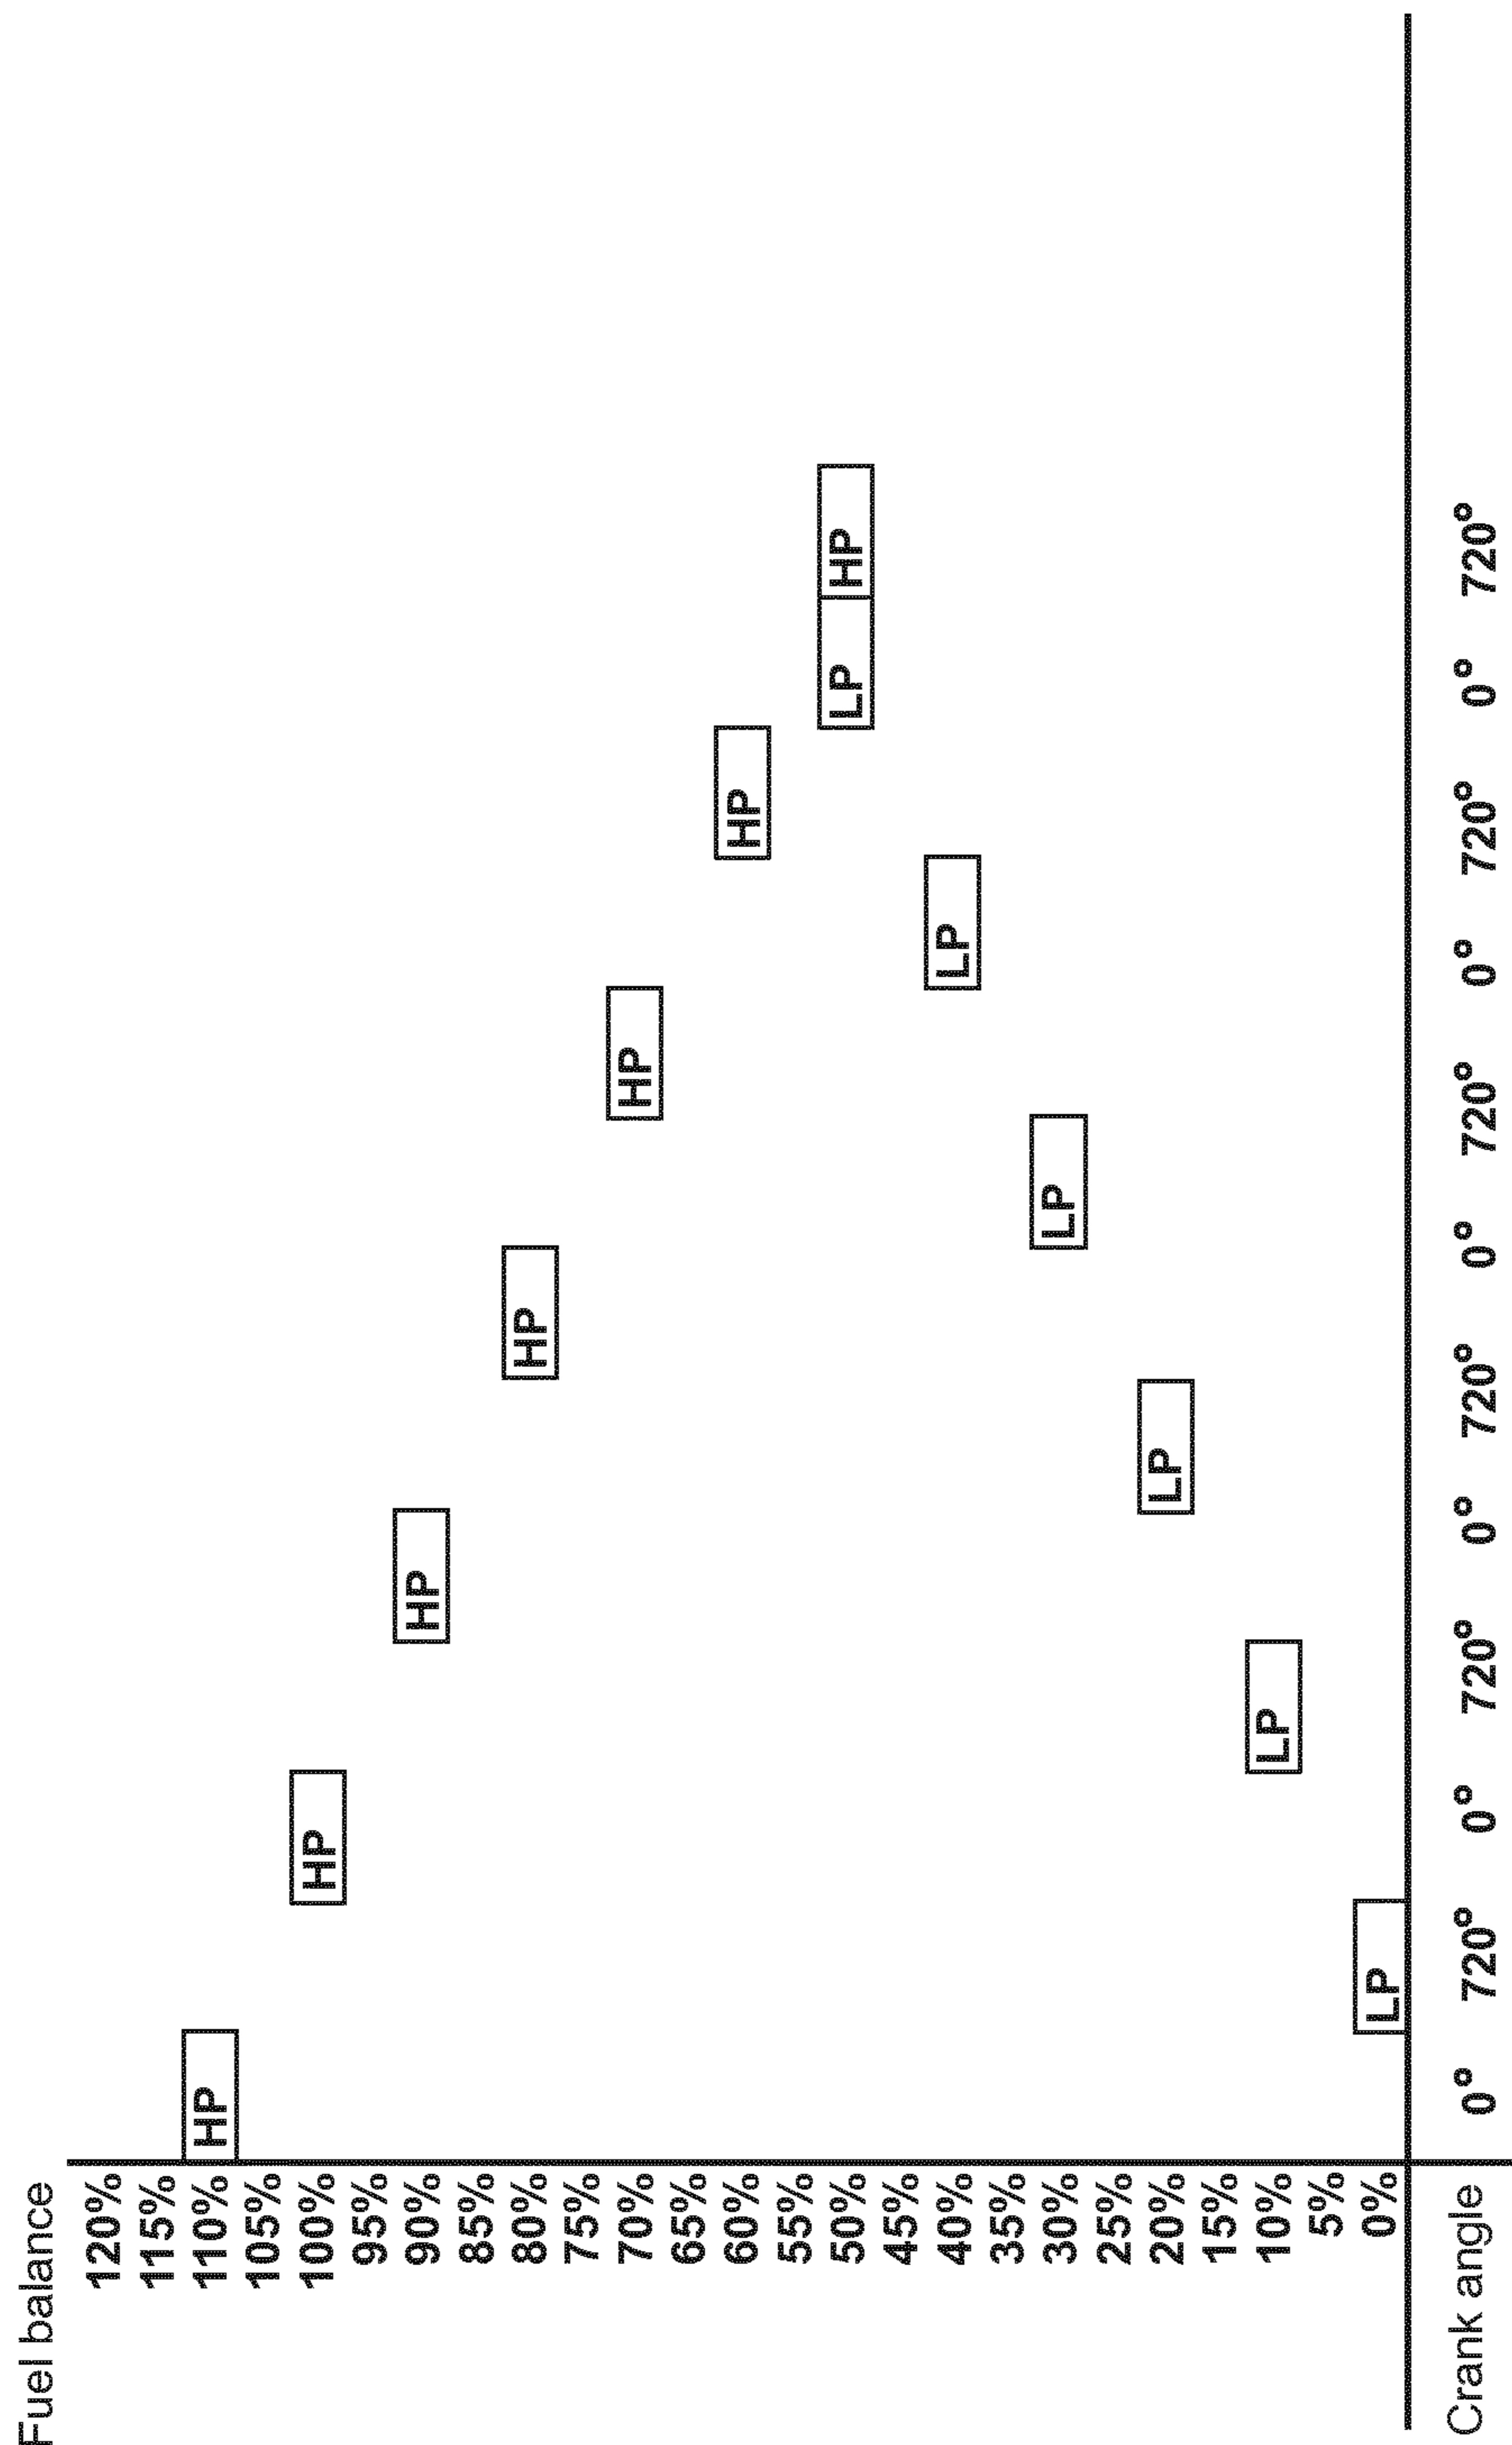 Fuel balance
120%
115%
110% HP
105%
100% HP
95%
90% HP
85%
80% HP
75%
70% HP
65%
60% HP
55%
50% LP HP
45%
40% LP
35%
30% LP
25%
20% LP
15%
10% LP
5%
0% LP
Crank angle 0° 720° 0° 720° 0° 720° 0° 720° 0° 720° 0° 720°